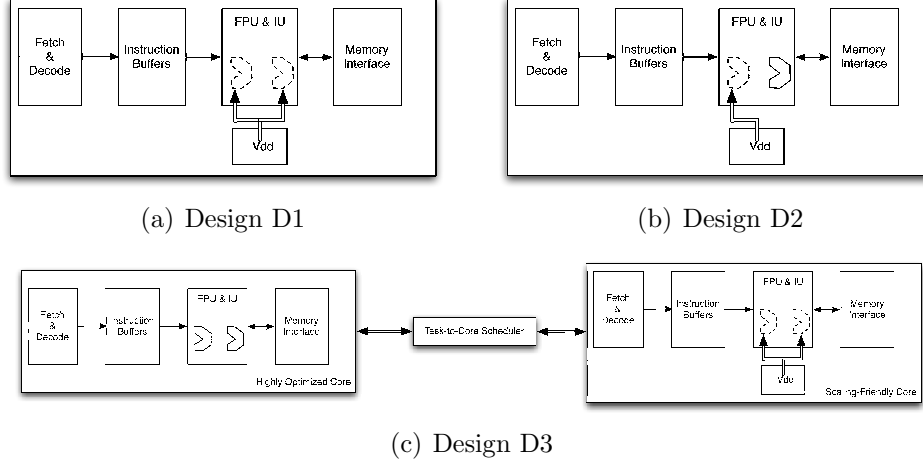 Fetch
&
Decode
Instruction
Buffers
FPU & IU
Memory
Interface
Vdd
Fetch
&
Decode
Instruction
Buffers
FPU & IU
Memory
Interface
Vdd
(a) Design D1
(b) Design D2
Fetch
&
Decode
Instruction
Buffers
FPU & IU
Memory
Interface
Highly Optimized Core
Task-to-Core Scheduler
Fetch
&
Decode
Instruction
Buffers
FPU & IU
Memory
Interface
Vdd
Scaling-Friendly Core
(c) Design D3